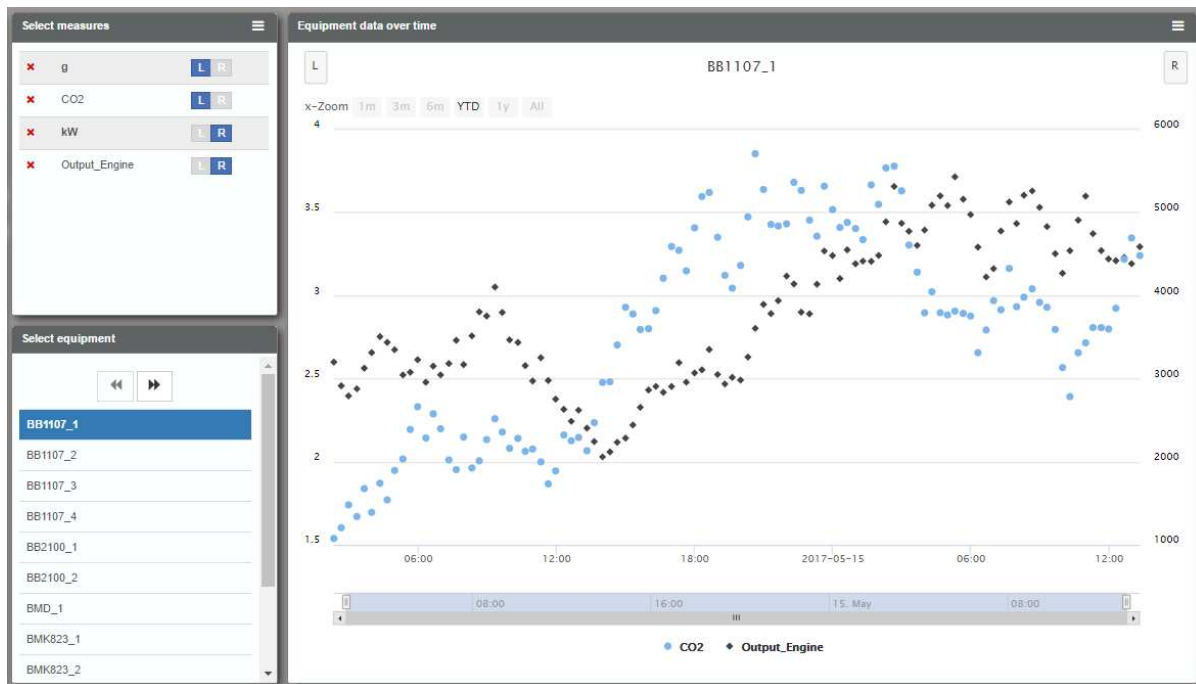 Select measures
g L R
CO2 L R
kW L R
Output_Engine L R
Select equipment
BB1107_1
BB1107_2
BB1107_3
BB1107_4
BB2100_1
BB2100_2
BMD_1
BMK823_1
BMK823_2
Equipment data over time
L BB1107_1 R
x-Zoom 1m 3m 6m YTD 1y All
4 6000
3.5 5000
3 4000
2.5 3000
2 2000
1.5 1000
06:00 12:00 18:00 2017-05-15 06:00 12:00
08:00 16:00 15. May 08:00
CO2 Output_Engine